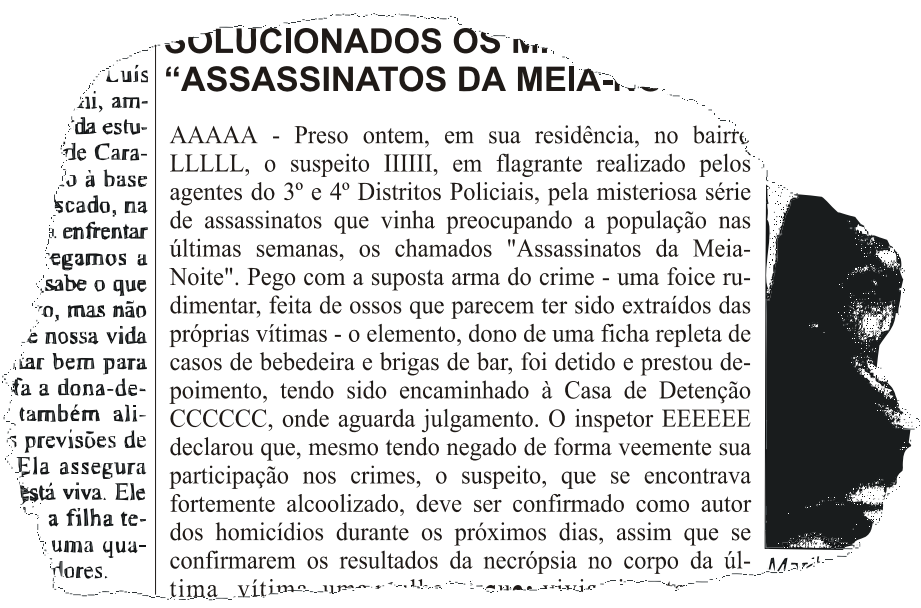 Luís
am-
da estu-
de Cara-
à base
scado, na
enfrentar
egamos a
sabe o que
mas não
nossa vida
bem para
a dona-de-
também ali-
previsões de
Ela assegura
está viva. Ele
a filha te-
uma qua-
dores.
SOLUCIONADOS OS
“ASSASSINATOS DA MEIA-
AAAAA - Preso ontem, em sua residência, no bairro
LLLLL, o suspeito IIIIII, em flagrante realizado pelos
agentes do 3º e 4º Distritos Policiais, pela misteriosa série
de assassinatos que vinha preocupando a população nas
últimas semanas, os chamados "Assassinatos da Meia-
Noite". Pego com a suposta arma do crime - uma foice ru-
dimentar, feita de ossos que parecem ter sido extraídos das
próprias vítimas - o elemento, dono de uma ficha repleta de
casos de bebedeira e brigas de bar, foi detido e prestou de-
poimento, tendo sido encaminhado à Casa de Detenção
CCCCCC, onde aguarda julgamento. O inspetor EEEEEE
declarou que, mesmo tendo negado de forma veemente sua
participação nos crimes, o suspeito, que se encontrava
fortemente alcoolizado, deve ser confirmado como autor
dos homicídios durante os próximos dias, assim que se
confirmarem os resultados da necrópsia no corpo da úl-
tima vítima